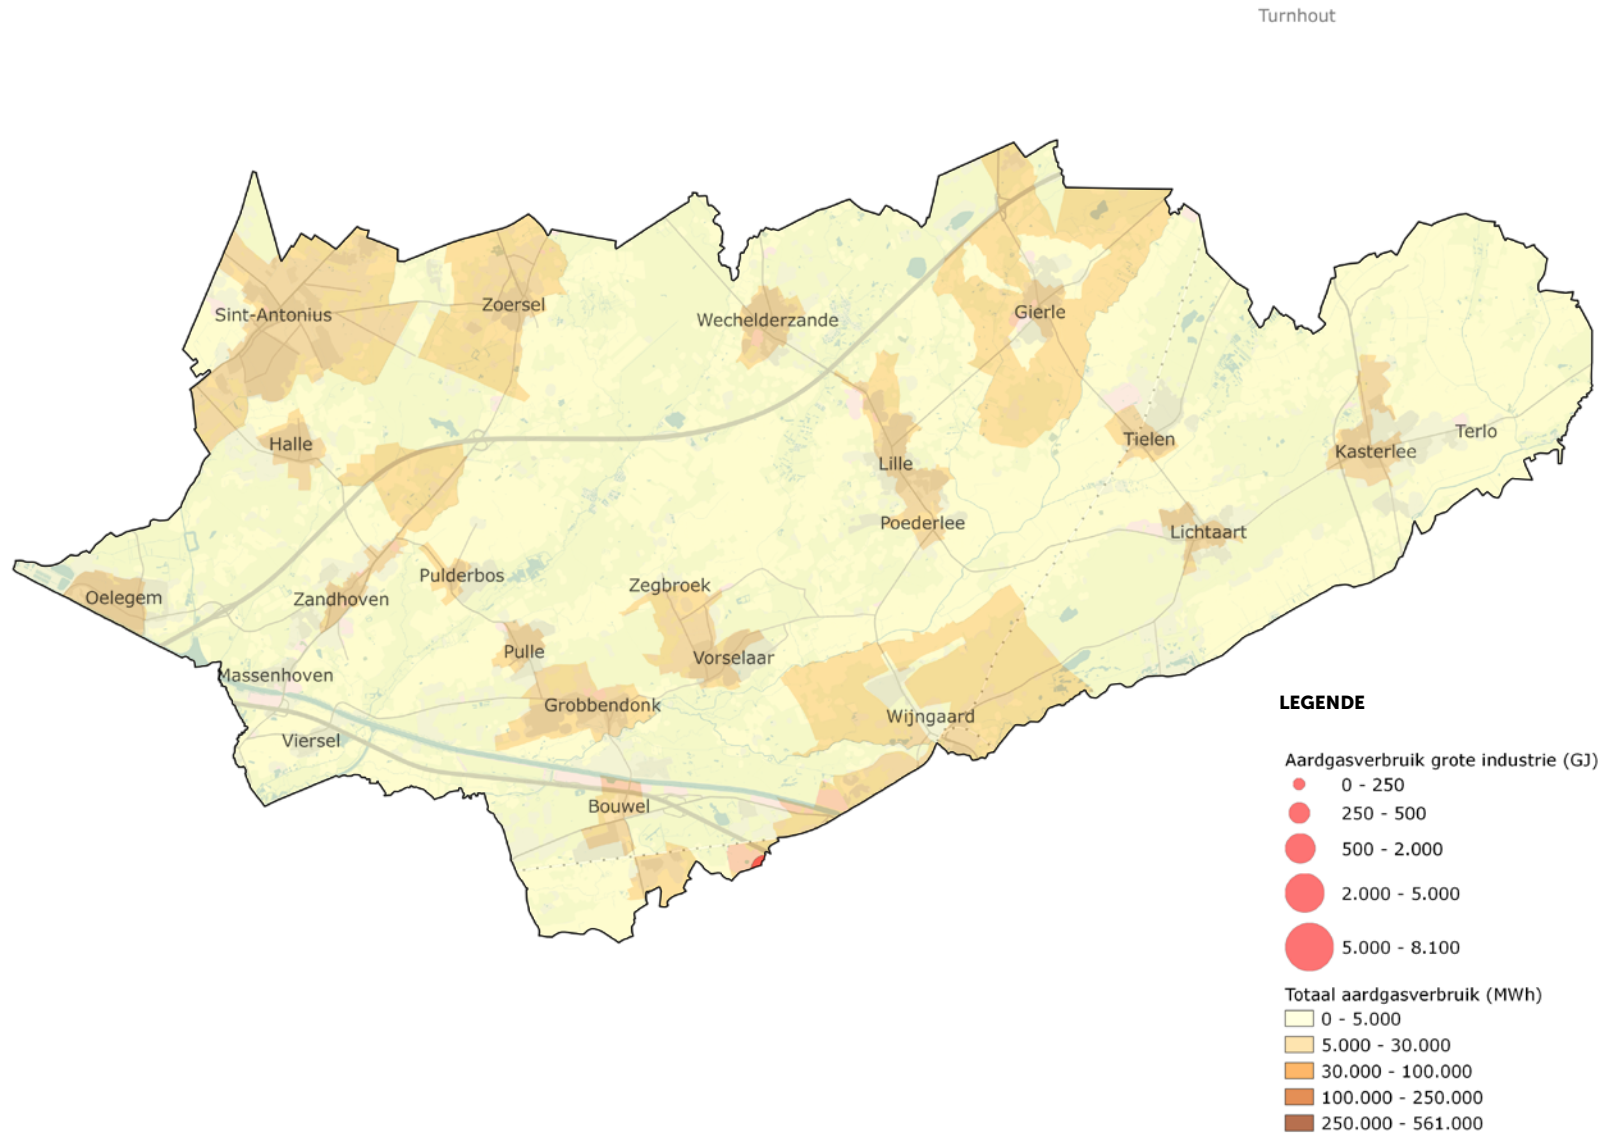 Turnhout
Sint-Antonius
Zoersel
Wechelderzande
Gierle
Halle
Lille
Tielen
Kasterlee
Terlo
Poederlee
Lichtaart
Oelegem
Zandhoven
Pulderbos
Zegbroek
Pulle
Vorselaar
Massenhoven
Grobbendonk
Wijngaard
Viersel
Bouwel
LEGENDE
Aardgasverbruik grote industrie (GJ)
0 - 250
250 - 500
500 - 2.000
2.000 - 5.000
5.000 - 8.100
Totaal aardgasverbruik (MWh)
0 - 5.000
5.000 - 30.000
30.000 - 100.000
100.000 - 250.000
250.000 - 561.000